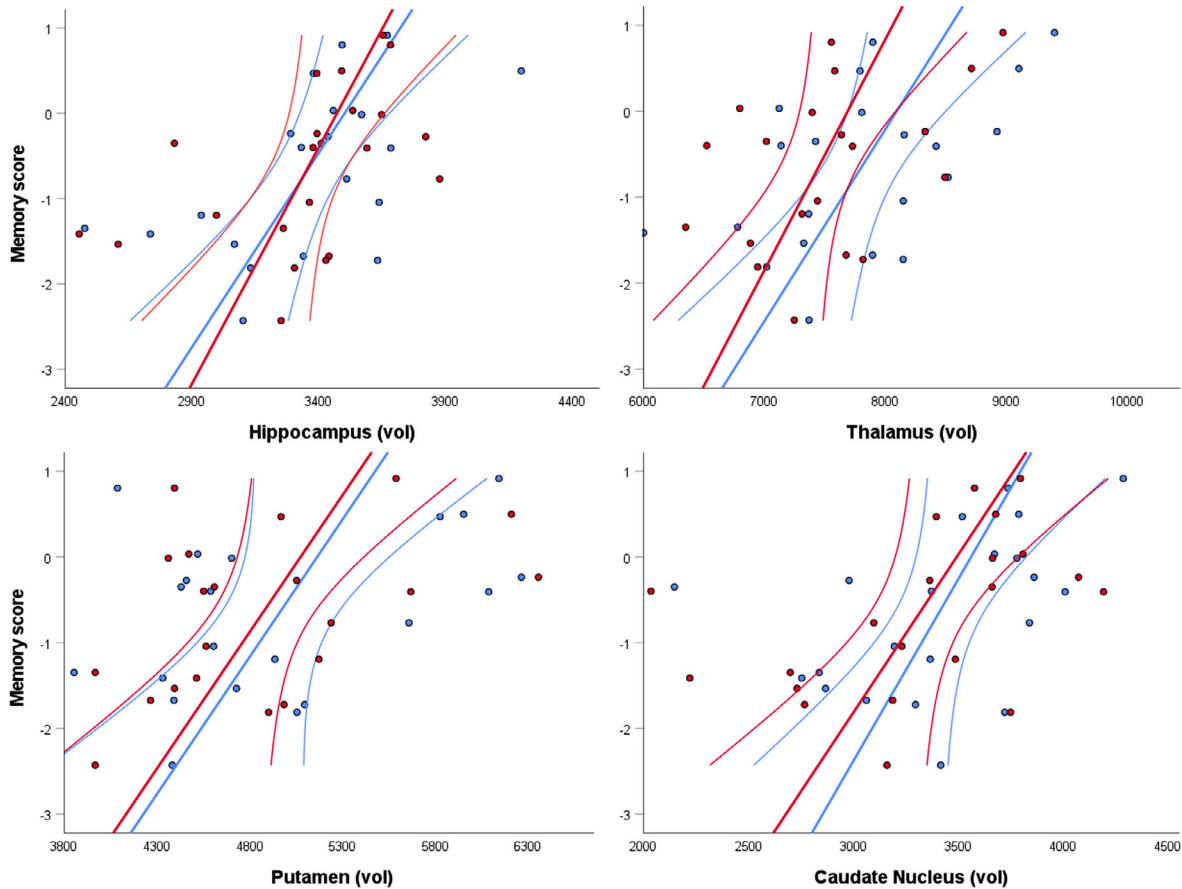 1
0
-1
-2
-3
Memory score
2400 2900 3400 3900 4400
Hippocampus (vol)
1
0
-1
-2
-3
6000 7000 8000 9000 10000
Thalamus (vol)
1
0
-1
-2
-3
Memory score
3800 4300 4800 5300 5800 6300
Putamen (vol)
1
0
-1
-2
-3
2000 2500 3000 3500 4000 4500
Caudate Nucleus (vol)